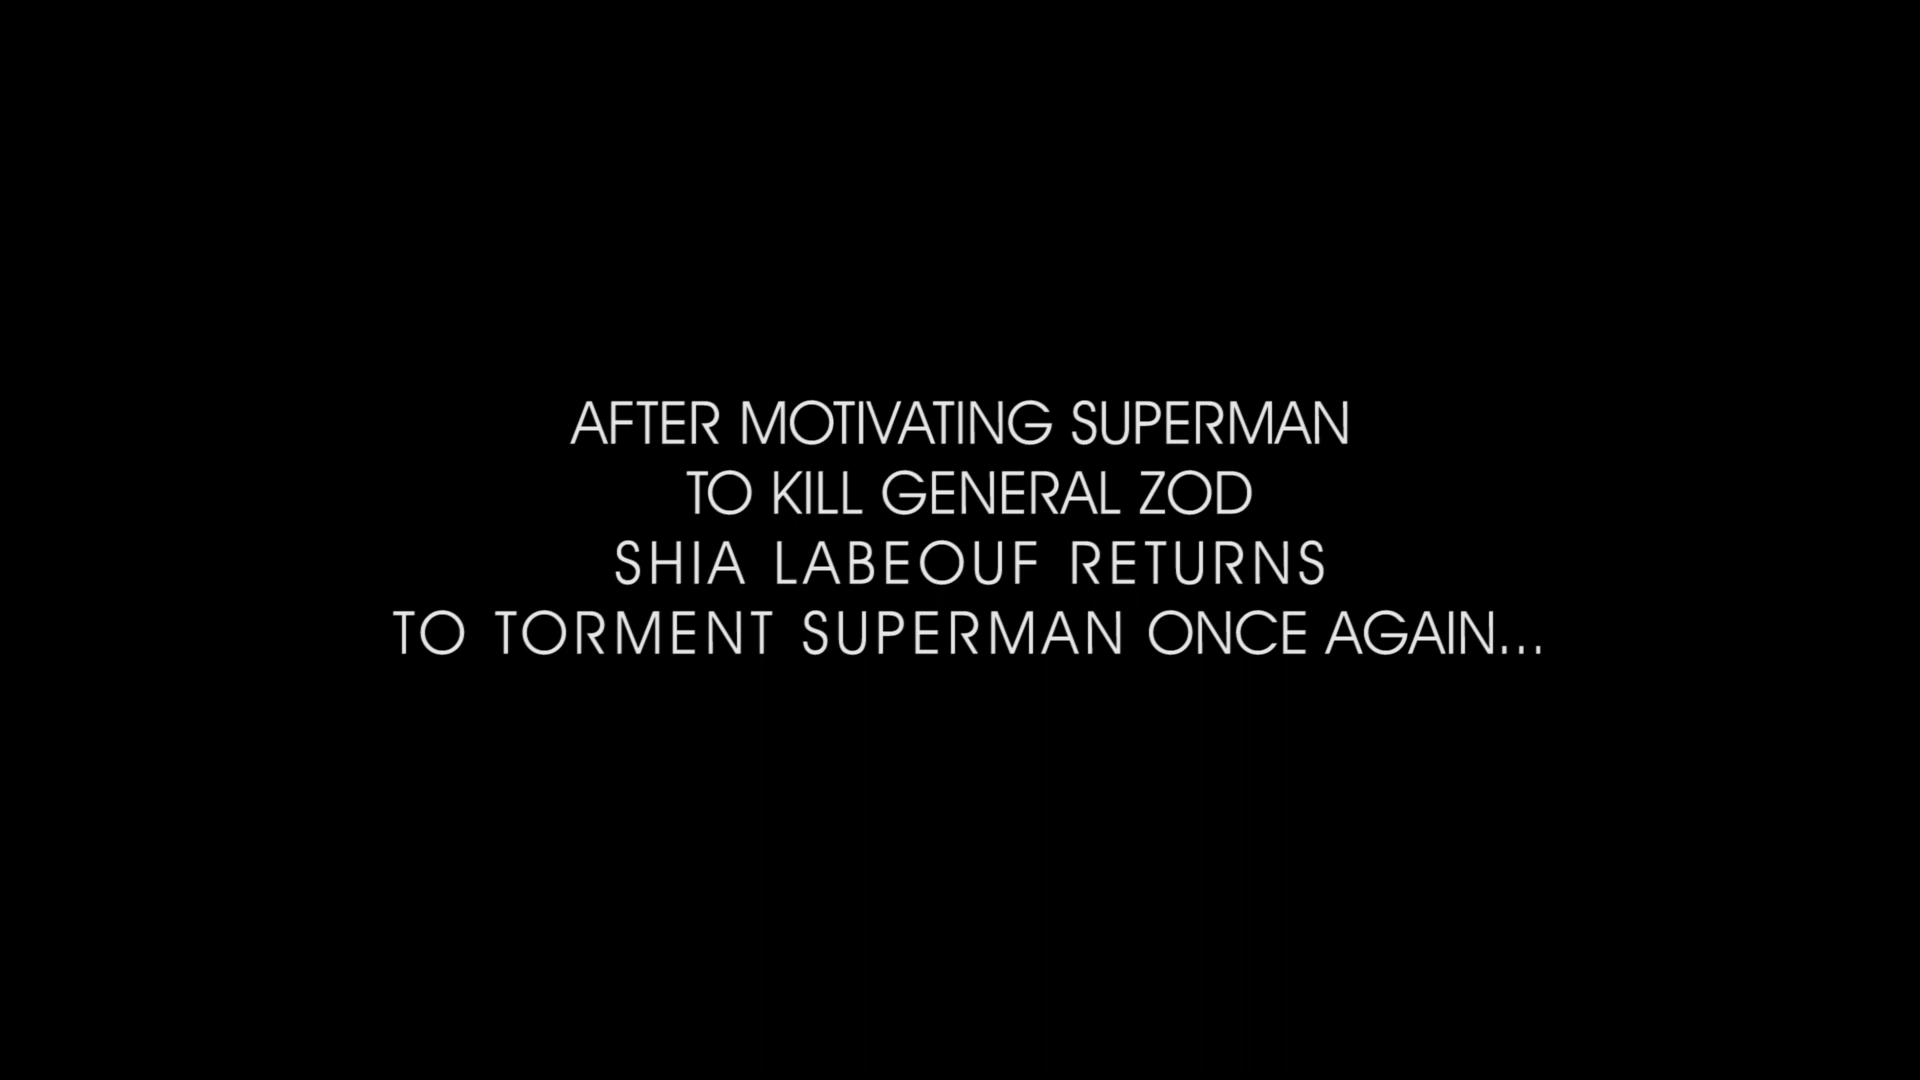 AFTER MOTIVATING SUPERMAN
TO KILL GENERAL ZOD
SHIA LABEOUF RETURNS
TO TORMENT SUPERMAN ONCE AGAIN...